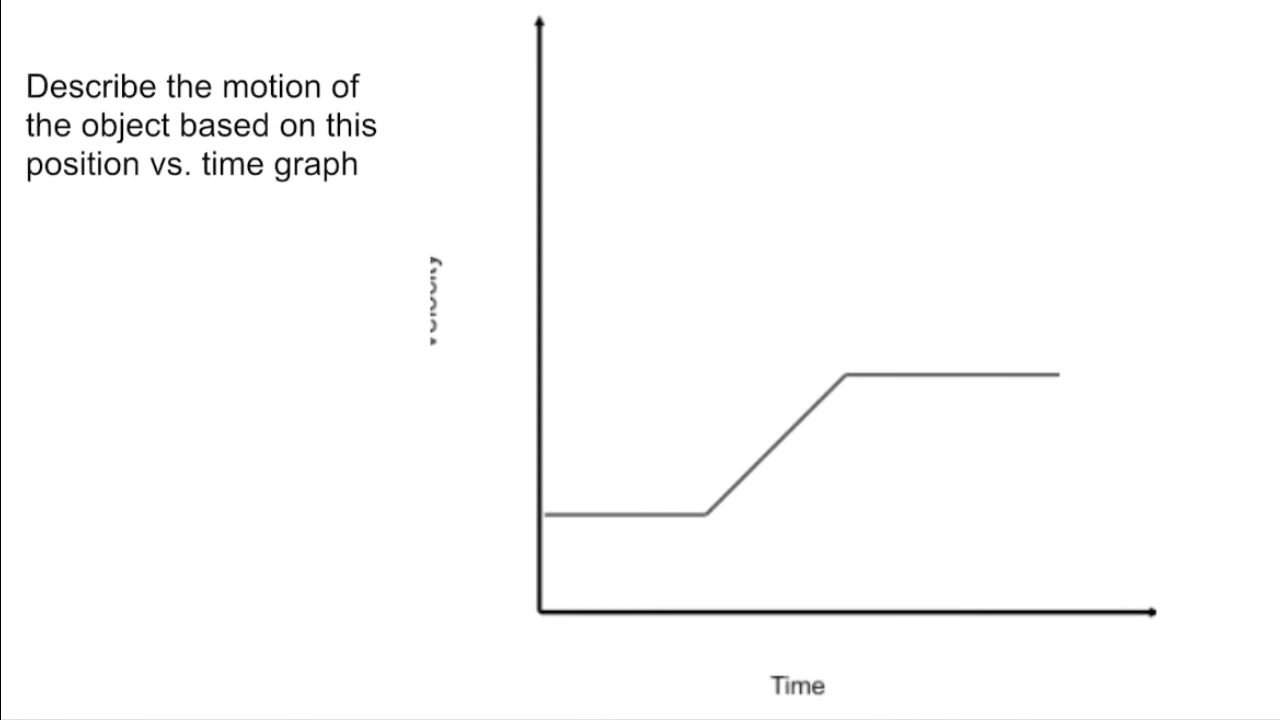 Describe the motion of
the object based on this
position vs. time graph
Time